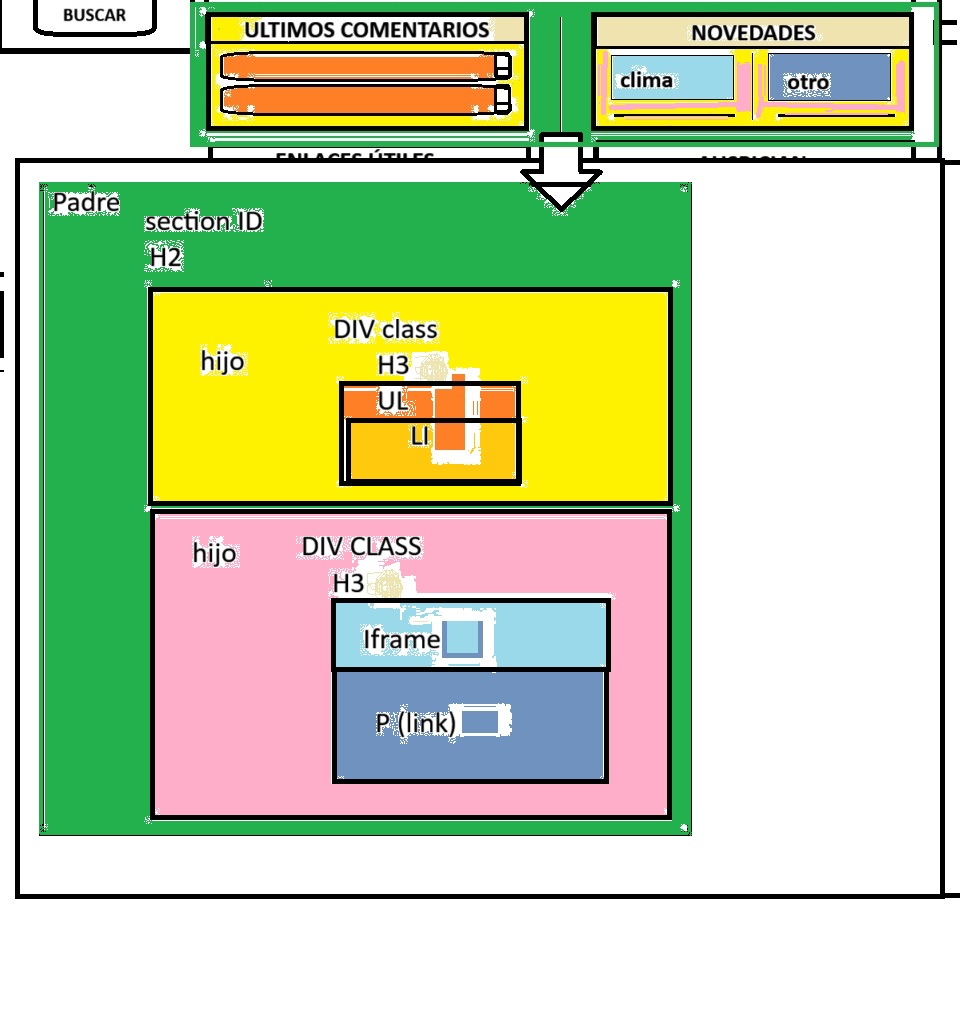 BUSCAR
ULTIMOS COMENTARIOS
NOVEDADES
clima
otro
ENLACES ÚTILES
AUSPICIAN
Padre
section ID
H2
DIV class
hijo
H3
UL
LI
hijo
DIV CLASS
H3
Iframe
P (link)